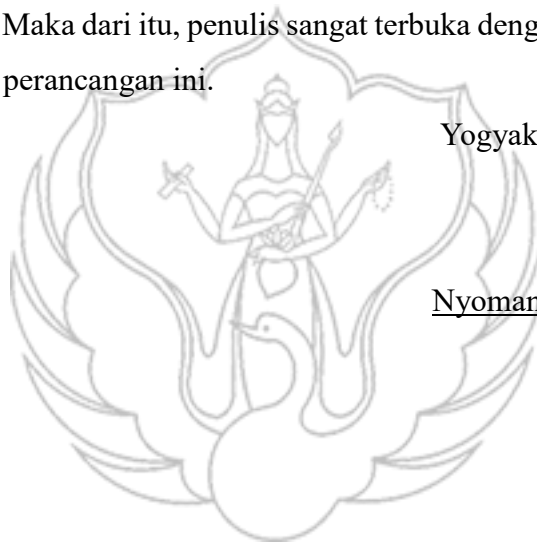 Maka dari itu, penulis sangat terbuka deng
perancangan ini.
Yogyak
Nyoman